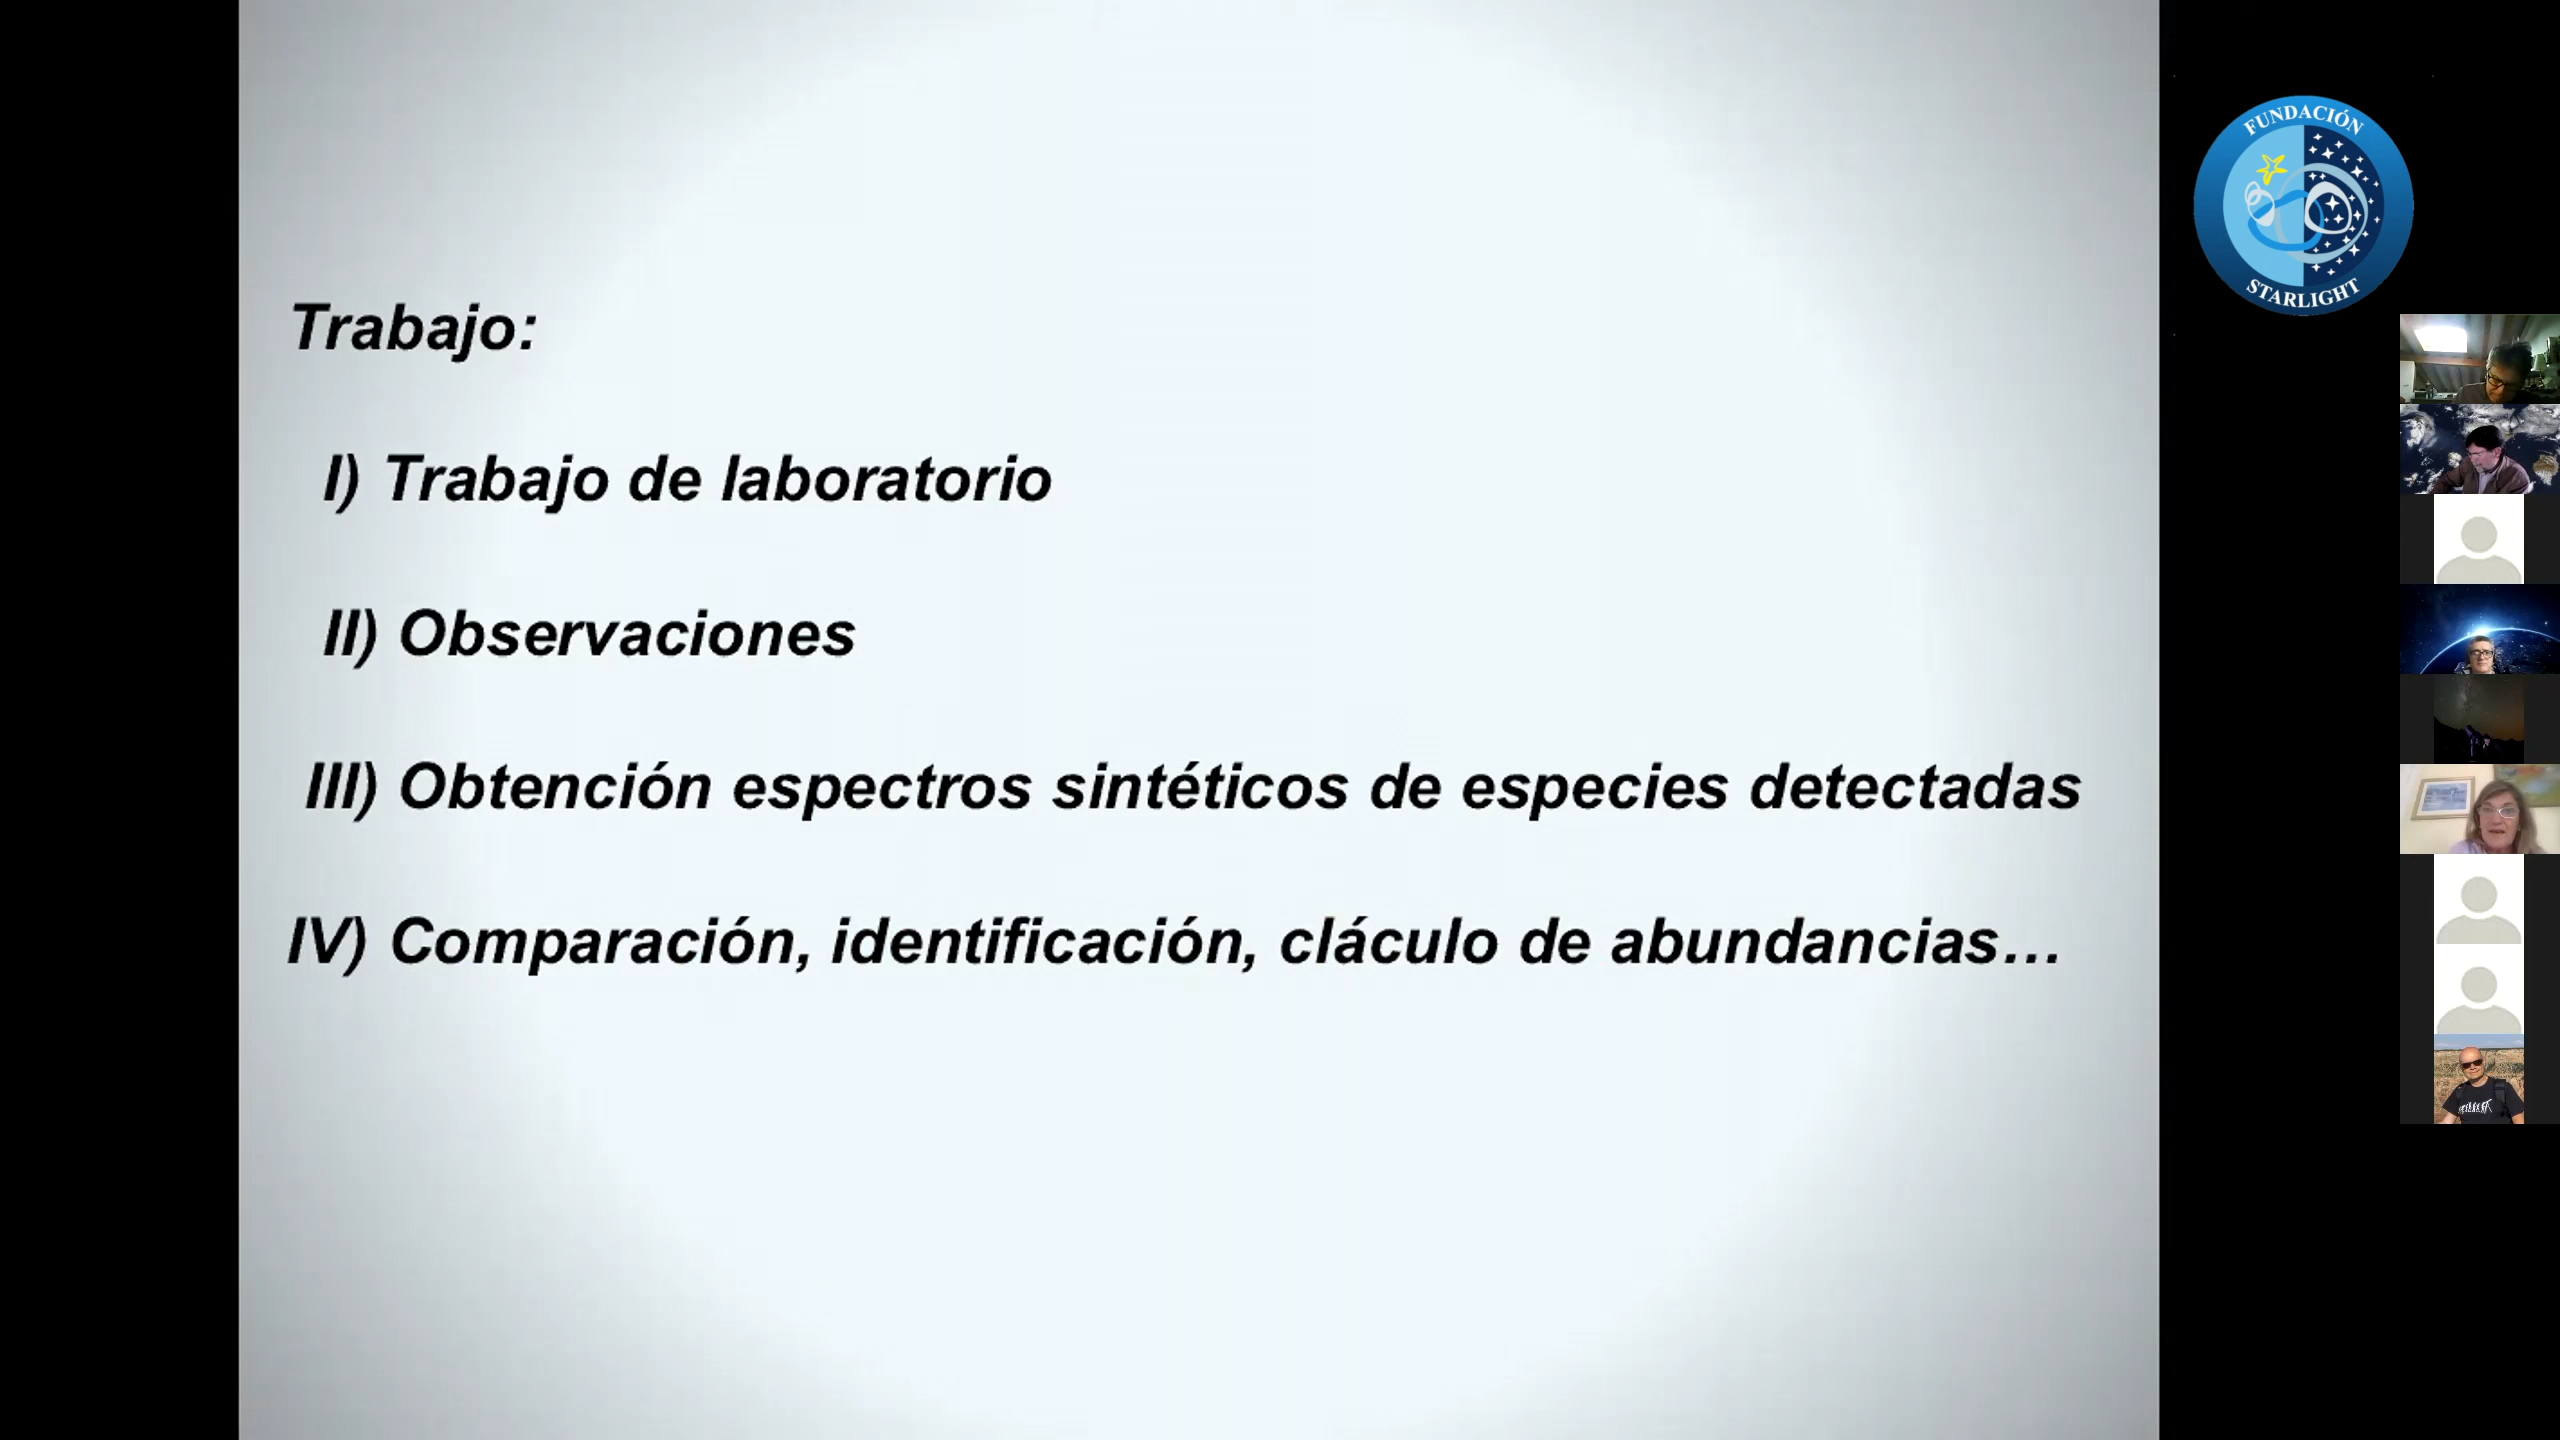 Trabajo:
I) Trabajo de laboratorio
II) Observaciones
III) Obtención espectros sintéticos de especies detectadas
IV) Comparación, identificación, cláculo de abundancias…
FUNDACIÓN
STARLIGHT